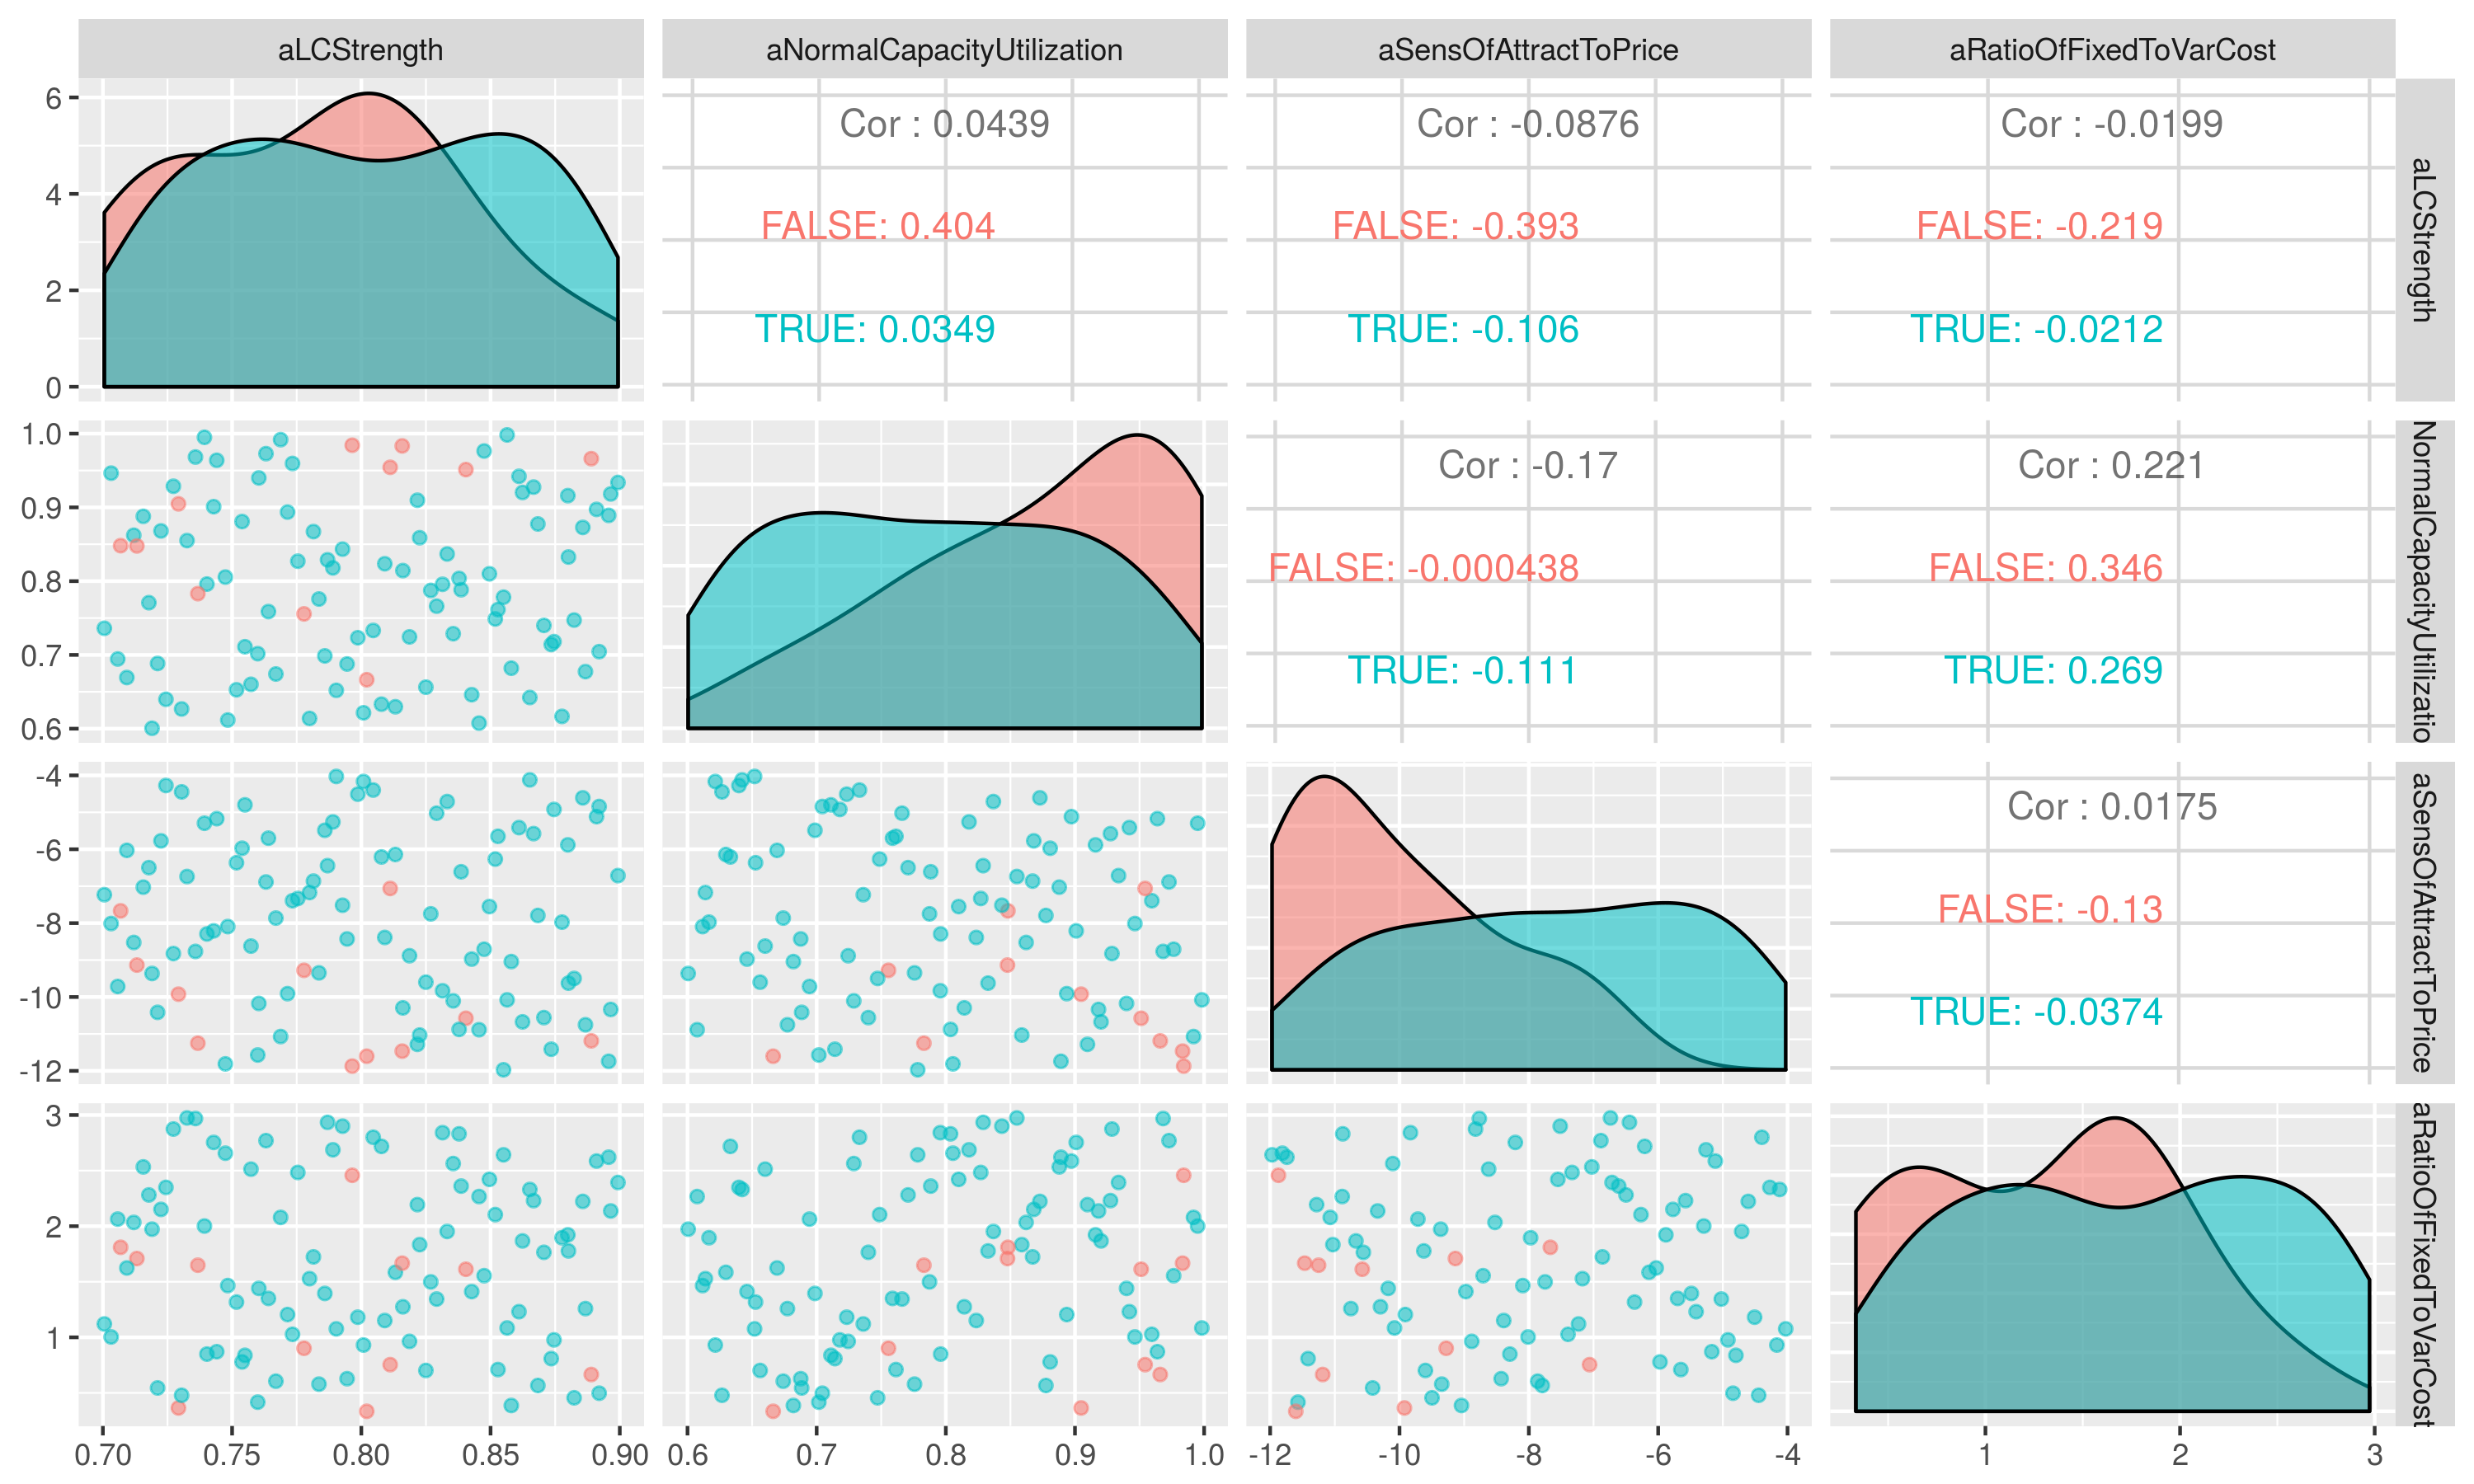 aLCStrength
aNormalCapacityUtilization
aSensOfAttractToPrice
aRatioOfFixedToVarCost
6
4
2
0
Cor : 0.0439
FALSE: 0.404
TRUE: 0.0349
Cor : -0.0876
FALSE: -0.393
TRUE: -0.106
Cor : -0.0199
FALSE: -0.219
TRUE: -0.0212
aLCStrength
1.0
0.9
0.8
0.7
0.6
Cor : -0.17
FALSE: -0.000438
TRUE: -0.111
Cor : 0.221
FALSE: 0.346
TRUE: 0.269
NormalCapacityUtilizatio
-4
-6
-8
-10
-12
Cor : 0.0175
FALSE: -0.13
TRUE: -0.0374
aSensOfAttractToPrice
3
2
1
aRatioOfFixedToVarCost
0.70 0.75 0.80 0.85 0.90
0.6 0.7 0.8 0.9 1.0
-12 -10 -8 -6 -4
1 2 3